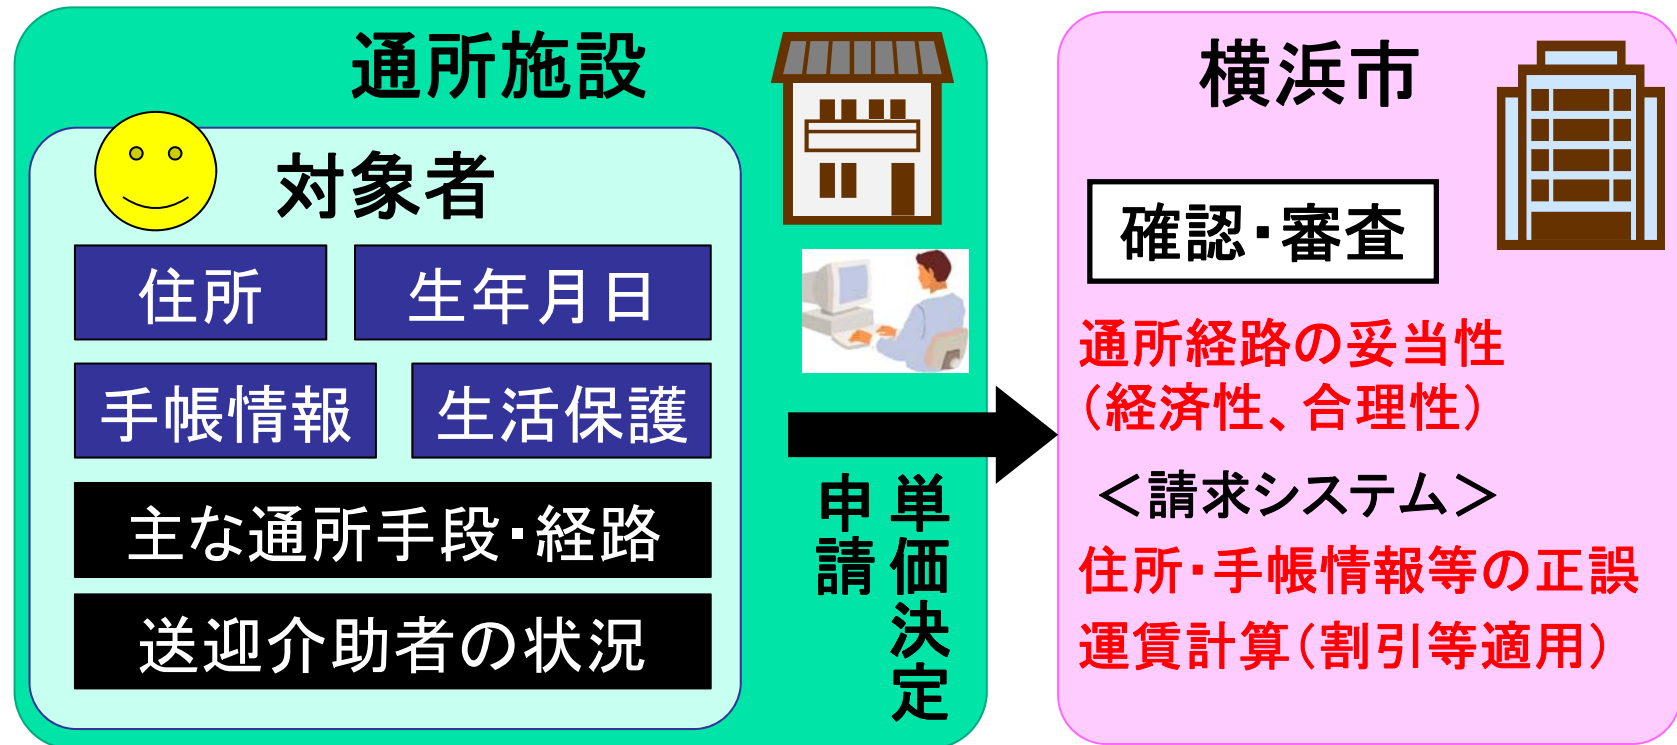 通所施設
対象者
住所
生年月日
手帳情報
生活保護
主な通所手段・経路
送迎介助者の状況
単価決定
申請
横浜市
確認・審査
通所経路の妥当性
（経済性、合理性）
＜請求システム＞
住所・手帳情報等の正誤
運賃計算（割引等適用）